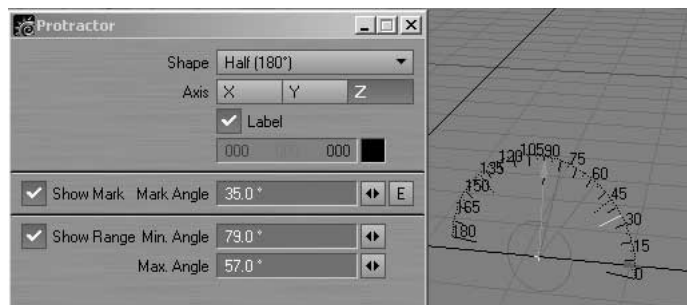 Protractor
Shape Half (180°)
Axis X Y Z
Label
000 000
Show Mark Mark Angle 35.0 ° E
Show Range Min. Angle 79.0 °
Max. Angle 57.0 °
180 165 150 135 120 105 90 75 60 45 30 15 0